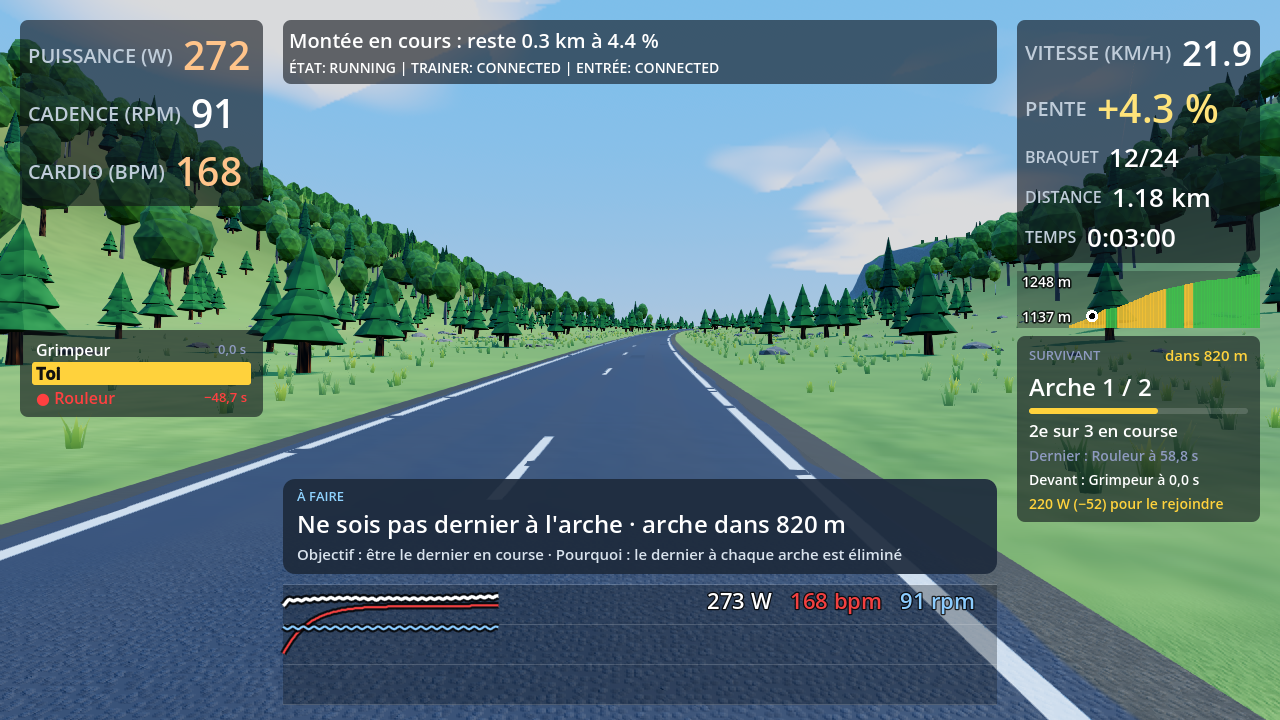 PUISSANCE (W) 272
CADENCE (RPM) 91
CARDIO (BPM) 168
Montée en cours : reste 0.3 km à 4.4 %
ÉTAT: RUNNING | TRAINER: CONNECTED | ENTRÉE: CONNECTED
VITESSE (KM/H) 21.9
PENTE +4.3 %
BRAQUET 12/24
DISTANCE 1.18 km
TEMPS 0:03:00
1248 m
1137 m
Grimpeur 0,0 s
Toi
Rouleur −48,7 s
SURVIVANT dans 820 m
Arche 1 / 2
2e sur 3 en course
Dernier : Rouleur à 58,8 s
Devant : Grimpeur à 0,0 s
220 W (−52) pour le rejoindre
À FAIRE
Ne sois pas dernier à l'arche · arche dans 820 m
Objectif : être le dernier en course · Pourquoi : le dernier à chaque arche est éliminé
273 W 168 bpm 91 rpm